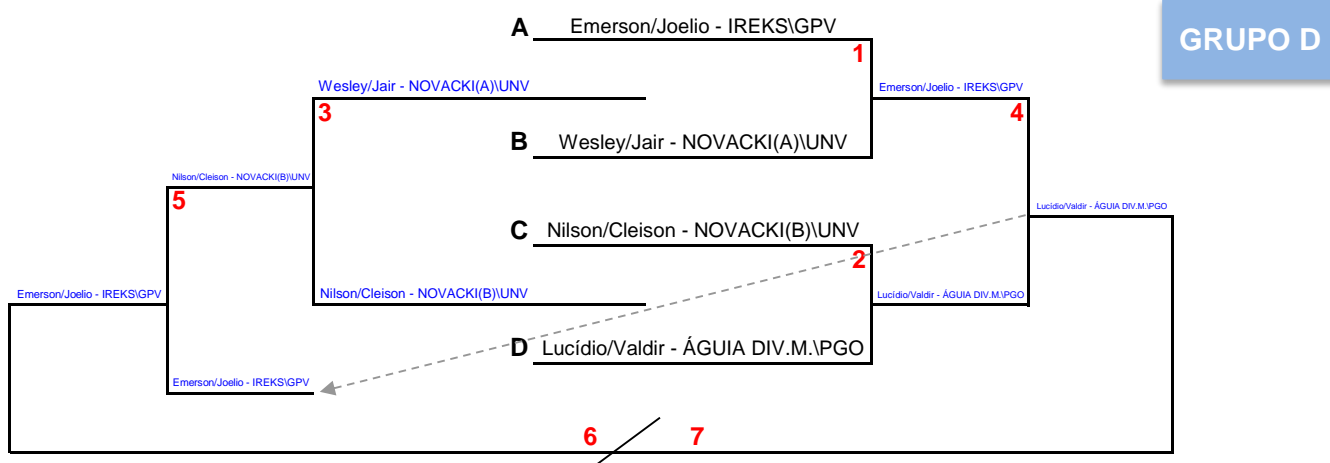 A Emerson/Joelio - IREKS\GPV
GRUPO D
1
Wesley/Jair - NOVACKI(A)\UNV
Emerson/Joelio - IREKS\GPV
3
4
B Wesley/Jair - NOVACKI(A)\UNV
Nilson/Cleison - NOVACKI(B)\UNV
5
Lucídio/Valdir - ÁGUIA DIV.M.\PGO
C Nilson/Cleison - NOVACKI(B)\UNV
2
Emerson/Joelio - IREKS\GPV
Nilson/Cleison - NOVACKI(B)\UNV
Lucídio/Valdir - ÁGUIA DIV.M.\PGO
D Lucídio/Valdir - ÁGUIA DIV.M.\PGO
Emerson/Joelio - IREKS\GPV
6 7